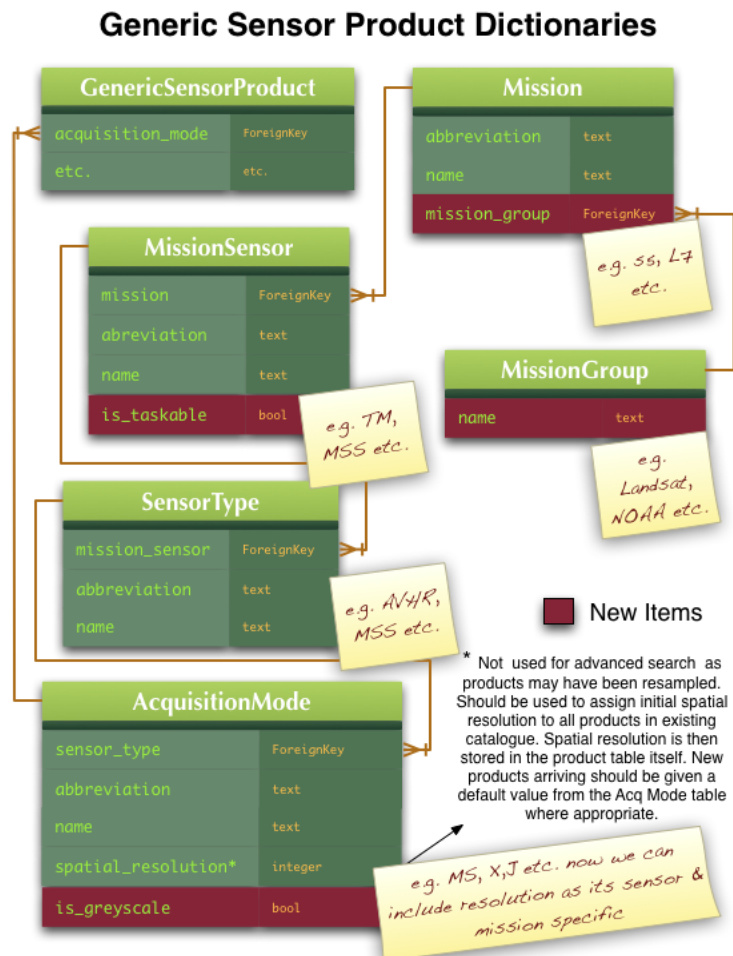 Generic Sensor Product Dictionaries
GenericSensorProduct
acquisition_mode ForeignKey
etc. etc.
Mission
abbreviation text
name text
mission_group ForeignKey
e.g. SS, L7
etc.
MissionSensor
mission ForeignKey
abreviation text
name text
is_taskable bool
e.g. TM,
MSS etc.
MissionGroup
name text
e.g.
Landsat,
NOAA etc.
SensorType
mission_sensor ForeignKey
abbreviation text
name text
e.g. AVHR,
MSS etc.
New Items
AcquisitionMode
sensor_type ForeignKey
abbreviation text
name text
spatial_resolution* integer
is_greyscale bool
* Not used for advanced search as
products may have been resampled.
Should be used to assign initial spatial
resolution to all products in existing
catalogue. Spatial resolution is then
stored in the product table itself. New
products arriving should be given a
default value from the Acq Mode table
where appropriate.
e.g. MS, X,J etc. now we can
include resolution as its sensor &
mission specific